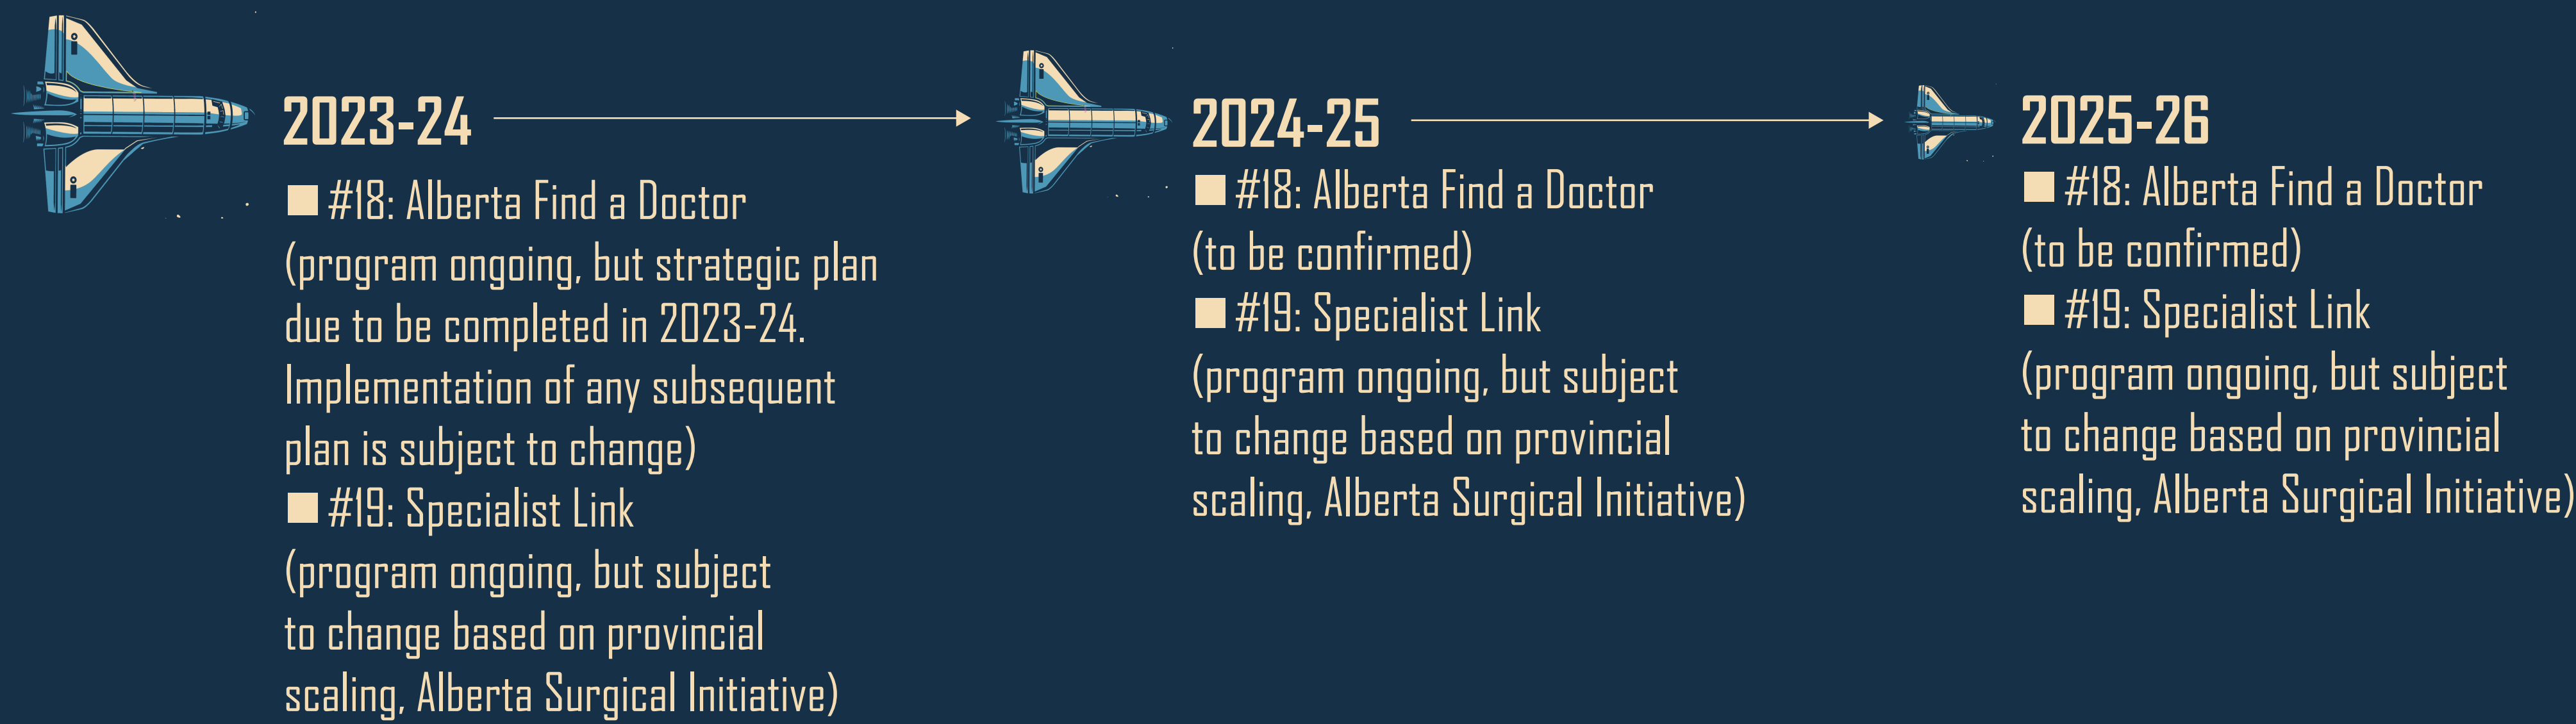 2023-24
■ #18: Alberta Find a Doctor
(program ongoing, but strategic plan
due to be completed in 2023-24.
Implementation of any subsequent
plan is subject to change)
■ #19: Specialist Link
(program ongoing, but subject
to change based on provincial
scaling, Alberta Surgical Initiative)
2024-25
■ #18: Alberta Find a Doctor
(to be confirmed)
■ #19: Specialist Link
(program ongoing, but subject
to change based on provincial
scaling, Alberta Surgical Initiative)
2025-26
■ #18: Alberta Find a Doctor
(to be confirmed)
■ #19: Specialist Link
(program ongoing, but subject
to change based on provincial
scaling, Alberta Surgical Initiative)